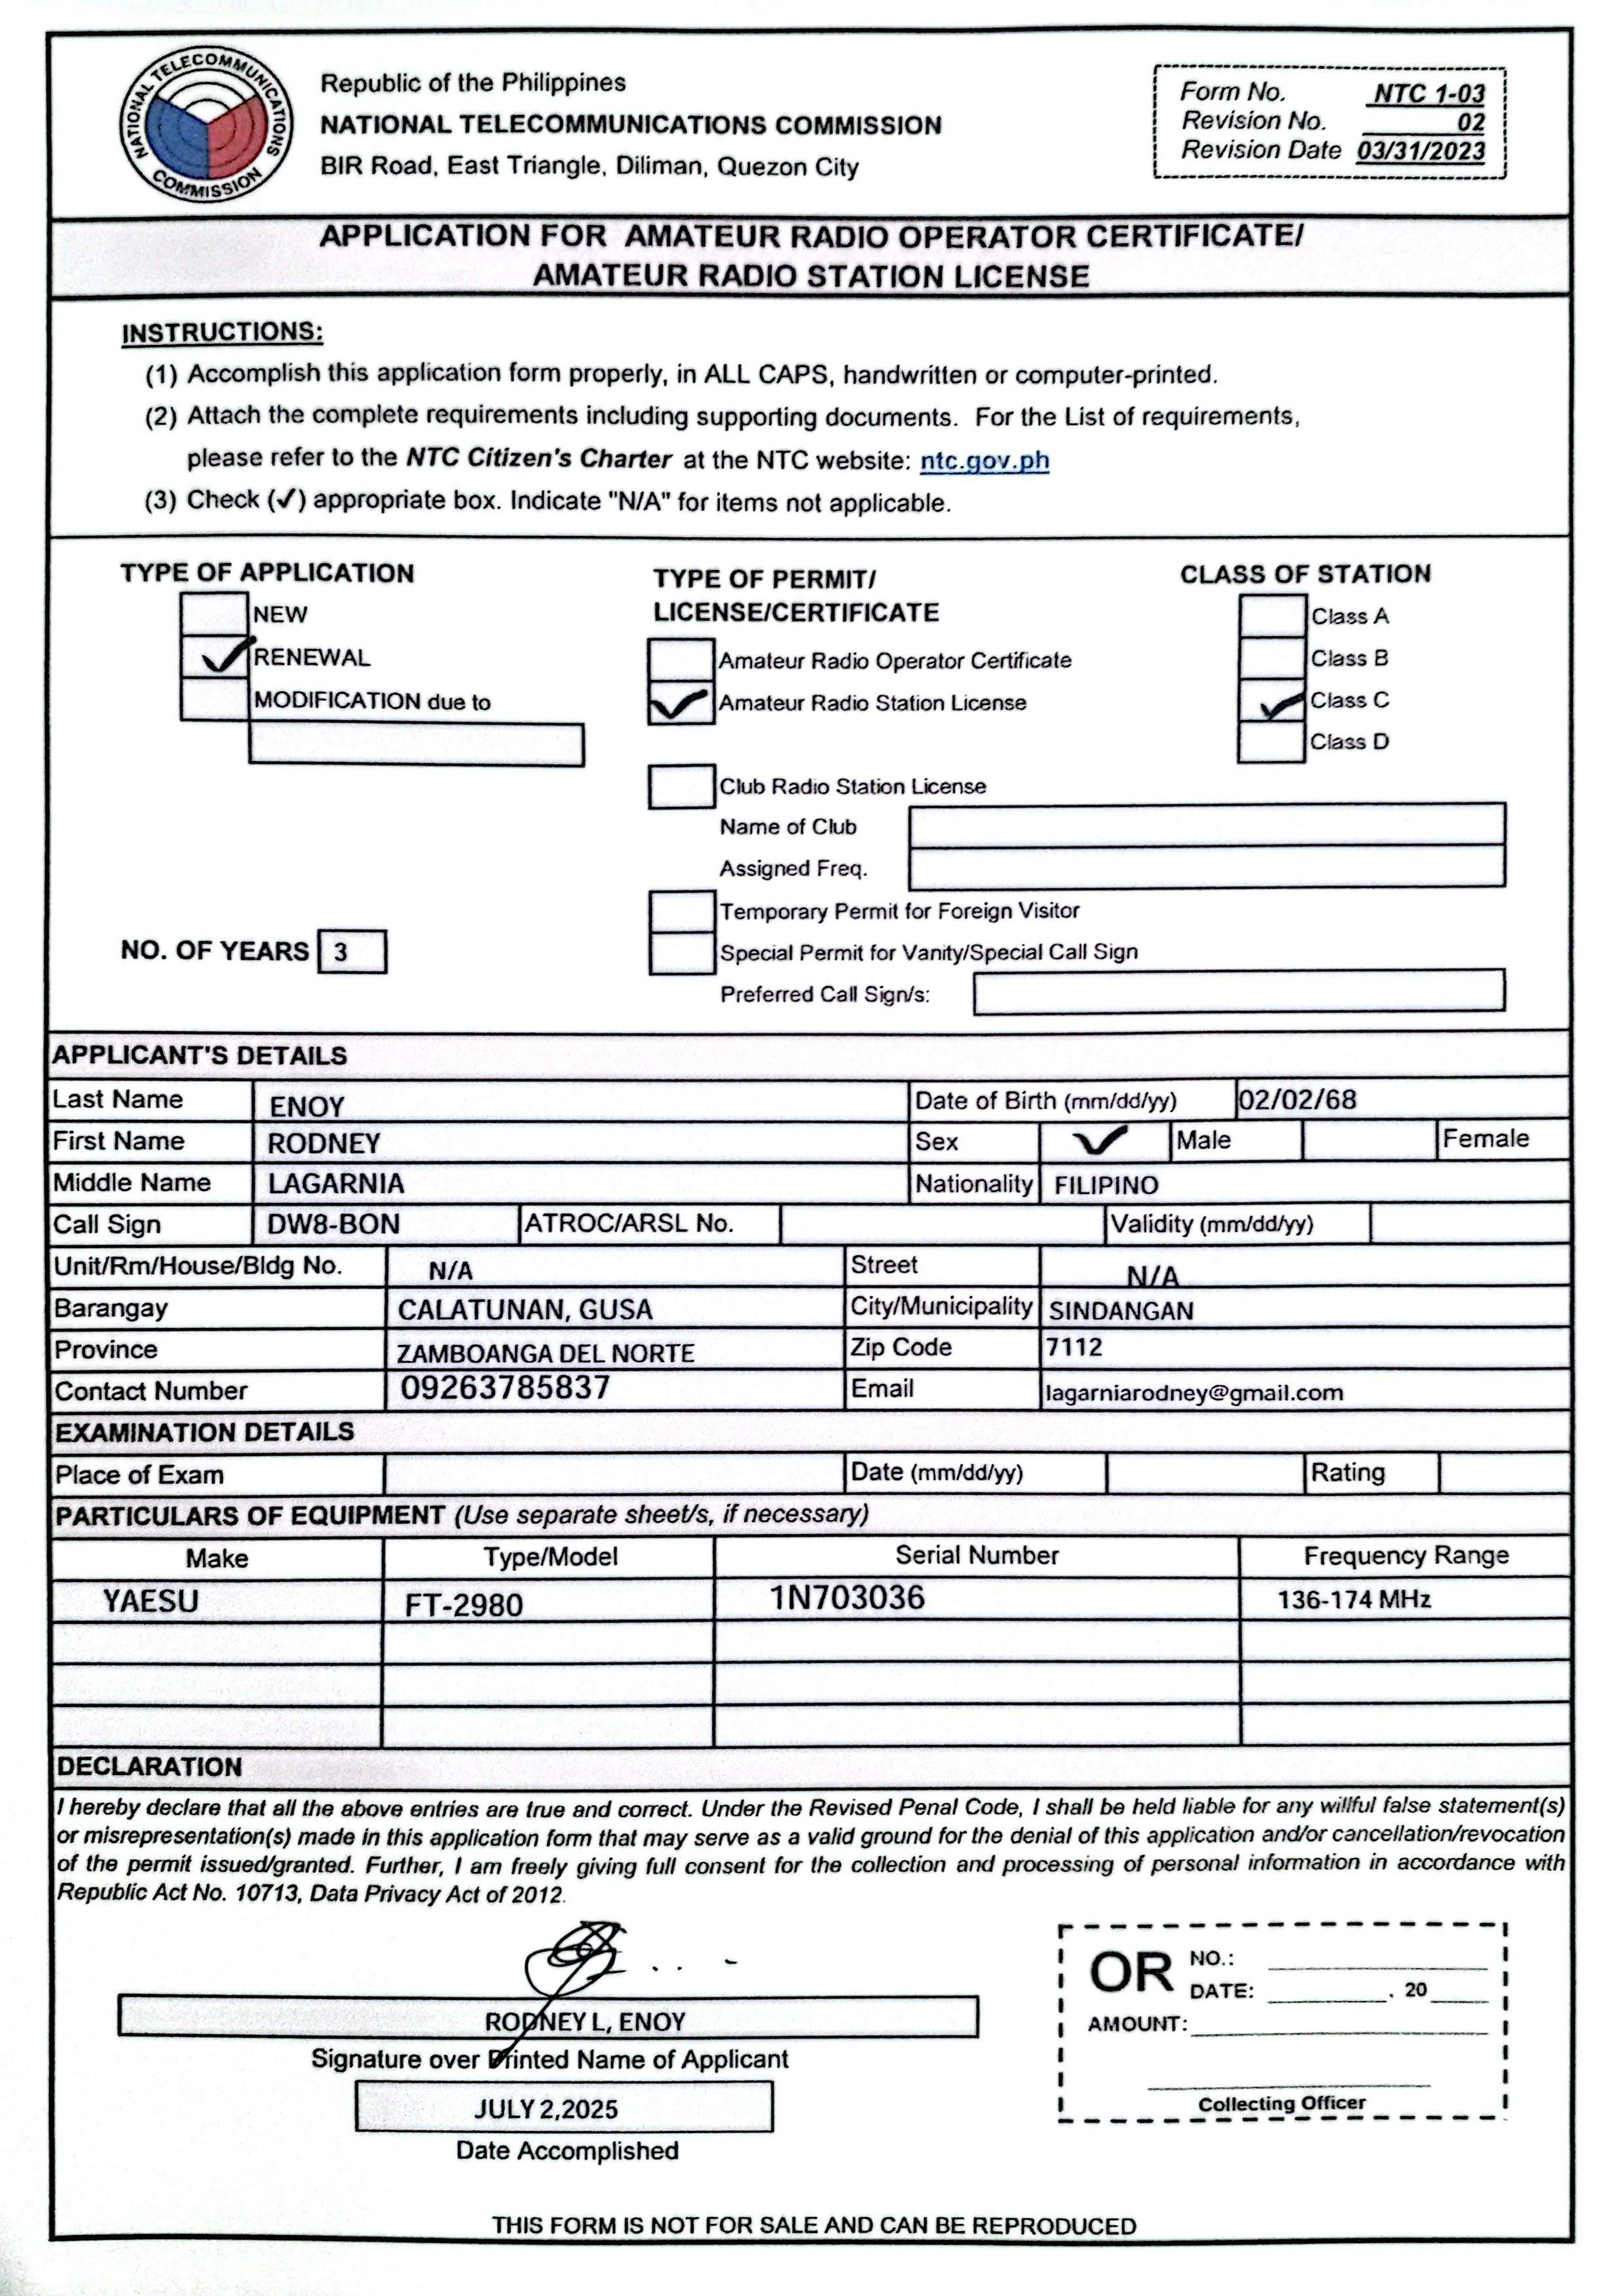 NATIONAL TELECOMMUNICATIONS COMMISSION
Republic of the Philippines
NATIONAL TELECOMMUNICATIONS COMMISSION
BIR Road, East Triangle, Diliman, Quezon City
Form No. NTC 1-03
Revision No. 02
Revision Date 03/31/2023
APPLICATION FOR AMATEUR RADIO OPERATOR CERTIFICATE/
AMATEUR RADIO STATION LICENSE
INSTRUCTIONS:
(1) Accomplish this application form properly, in ALL CAPS, handwritten or computer-printed.
(2) Attach the complete requirements including supporting documents. For the List of requirements,
please refer to the NTC Citizen's Charter at the NTC website: ntc.gov.ph
(3) Check (✓) appropriate box. Indicate "N/A" for items not applicable.
TYPE OF APPLICATION
NEW
✓ RENEWAL
MODIFICATION due to
NO. OF YEARS 3
TYPE OF PERMIT/
LICENSE/CERTIFICATE
Amateur Radio Operator Certificate
✓ Amateur Radio Station License
Club Radio Station License
Name of Club
Assigned Freq.
Temporary Permit for Foreign Visitor
Special Permit for Vanity/Special Call Sign
Preferred Call Sign/s:
CLASS OF STATION
Class A
Class B
✓ Class C
Class D
APPLICANT'S DETAILS
Last Name ENOY Date of Birth (mm/dd/yy) 02/02/68
First Name RODNEY Sex ✓ Male Female
Middle Name LAGARNIA Nationality FILIPINO
Call Sign DW8-BON ATROC/ARSL No. Validity (mm/dd/yy)
Unit/Rm/House/Bldg No. N/A Street N/A
Barangay CALATUNAN, GUSA City/Municipality SINDANGAN
Province ZAMBOANGA DEL NORTE Zip Code 7112
Contact Number 09263785837 Email lagarniarodney@gmail.com
EXAMINATION DETAILS
Place of Exam Date (mm/dd/yy) Rating
PARTICULARS OF EQUIPMENT (Use separate sheet/s, if necessary)
Make Type/Model Serial Number Frequency Range
YAESU FT-2980 1N703036 136-174 MHz
DECLARATION
I hereby declare that all the above entries are true and correct. Under the Revised Penal Code, I shall be held liable for any willful false statement(s)
or misrepresentation(s) made in this application form that may serve as a valid ground for the denial of this application and/or cancellation/revocation
of the permit issued/granted. Further, I am freely giving full consent for the collection and processing of personal information in accordance with
Republic Act No. 10713, Data Privacy Act of 2012.
RODNEY L, ENOY
Signature over Printed Name of Applicant
JULY 2,2025
Date Accomplished
OR NO.:
DATE: , 20
AMOUNT:
Collecting Officer
THIS FORM IS NOT FOR SALE AND CAN BE REPRODUCED